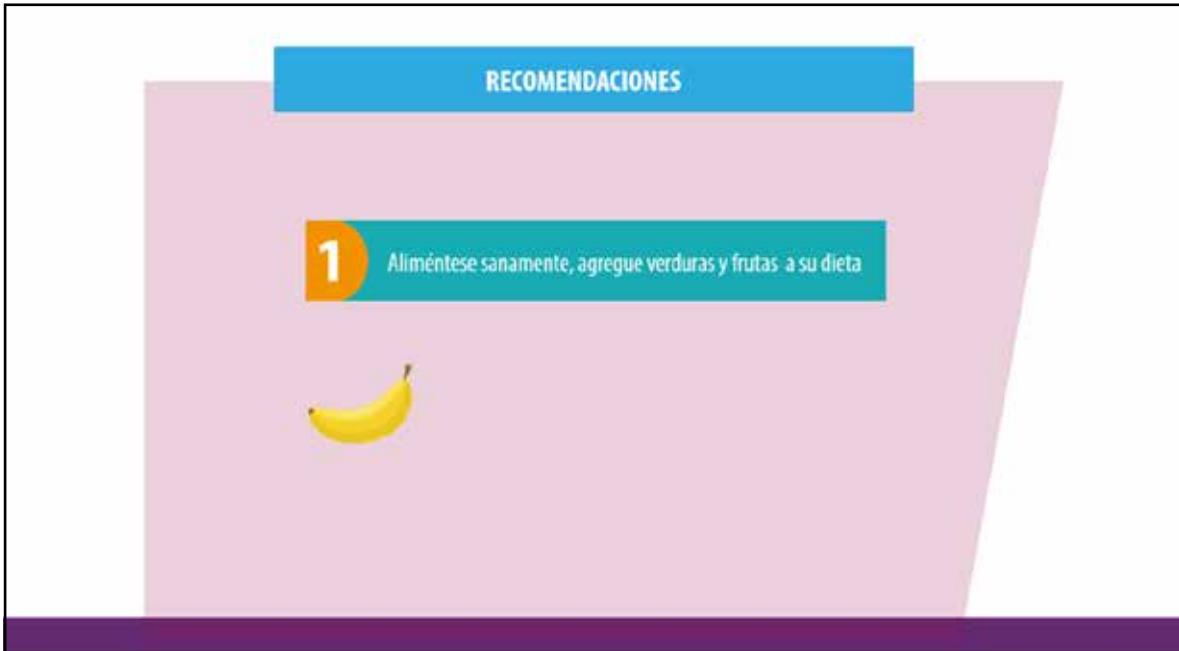 RECOMENDACIONES
1 Aliméntese sanamente, agregue verduras y frutas a su dieta